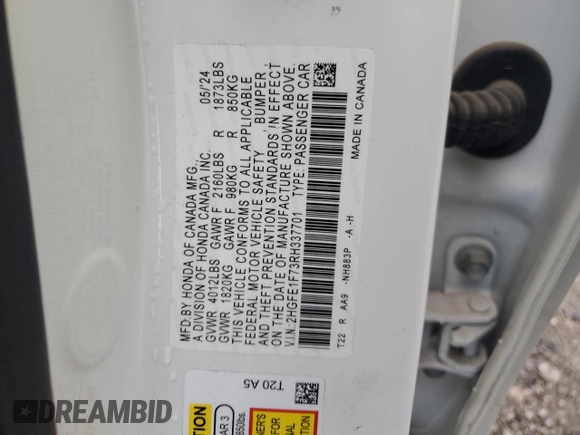 MFD.BY HONDA OF CANADA MFG.,
A DIVISION OF HONDA CANADA INC. 05/'24
GVWR 4012LBS GAWR F 2160LBS R 1873LBS
GVWR 1820KG GAWR F 980KG R 850KG
THIS VEHICLE CONFORMS TO ALL APPLICABLE
FEDERAL MOTOR VEHICLE SAFETY BUMPER,
AND THEFT PREVENTION STANDARDS IN EFFECT
ON THE DATE OF MANUFACTURE SHOWN ABOVE.
V.I.N: 2HGFE1F73RH337701 TYPE: PASSENGER CAR
T22 R AA9 -NH883P -A -H MADE IN CANADA
T20 A5
AR 3
850lbs.
DREAMBID